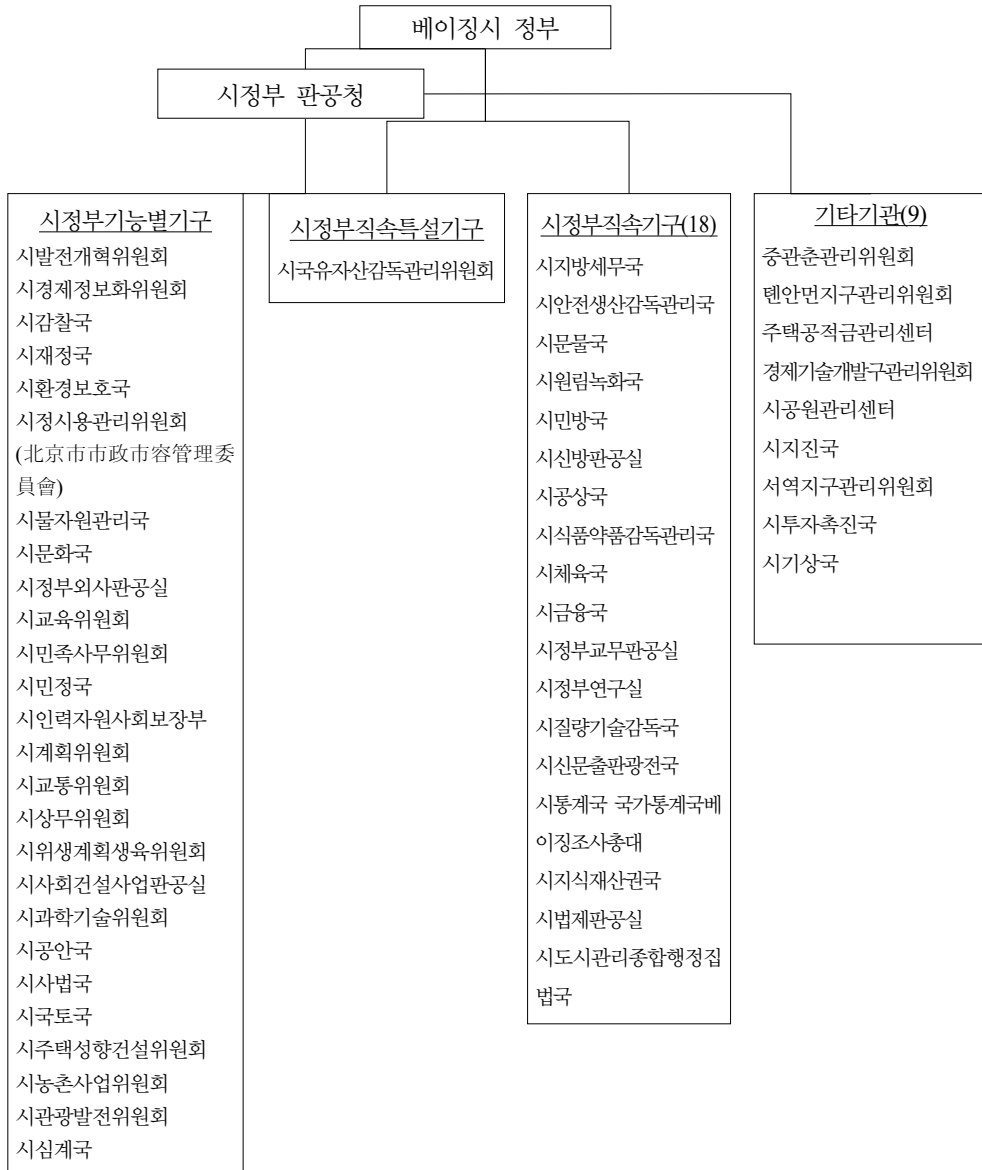 베이징시 정부
시정부 판공청
시정부기능별기구
시발전개혁위원회
시경제정보화위원회
시감찰국
시재정국
시환경보호국
시정시용관리위원회
(北京市市政市容管理委
員會)
시물자원관리국
시문화국
시정부외사판공실
시교육위원회
시민족사무위원회
시민정국
시인력자원사회보장부
시계획위원회
시교통위원회
시상무위원회
시위생계획생육위원회
시사회건설사업판공실
시과학기술위원회
시공안국
시사법국
시국토국
시주택성향건설위원회
시농촌사업위원회
시관광발전위원회
시심계국
시정부직속특설기구
시국유자산감독관리위원회
시정부직속기구(18)
시지방세무국
시안전생산감독관리국
시문물국
시원림녹화국
시민방국
시신방판공실
시공상국
시식품약품감독관리국
시체육국
시금융국
시정부교무판공실
시정부연구실
시질량기술감독국
시신문출판광전국
시통계국 국가통계국베
이징조사총대
시지식재산권국
시법제판공실
시도시관리종합행정집
법국
기타기관(9)
중관춘관리위원회
톈안먼지구관리위원회
주택공적금관리센터
경제기술개발구관리위원회
시공원관리센터
시지진국
서역지구관리위원회
시투자촉진국
시기상국